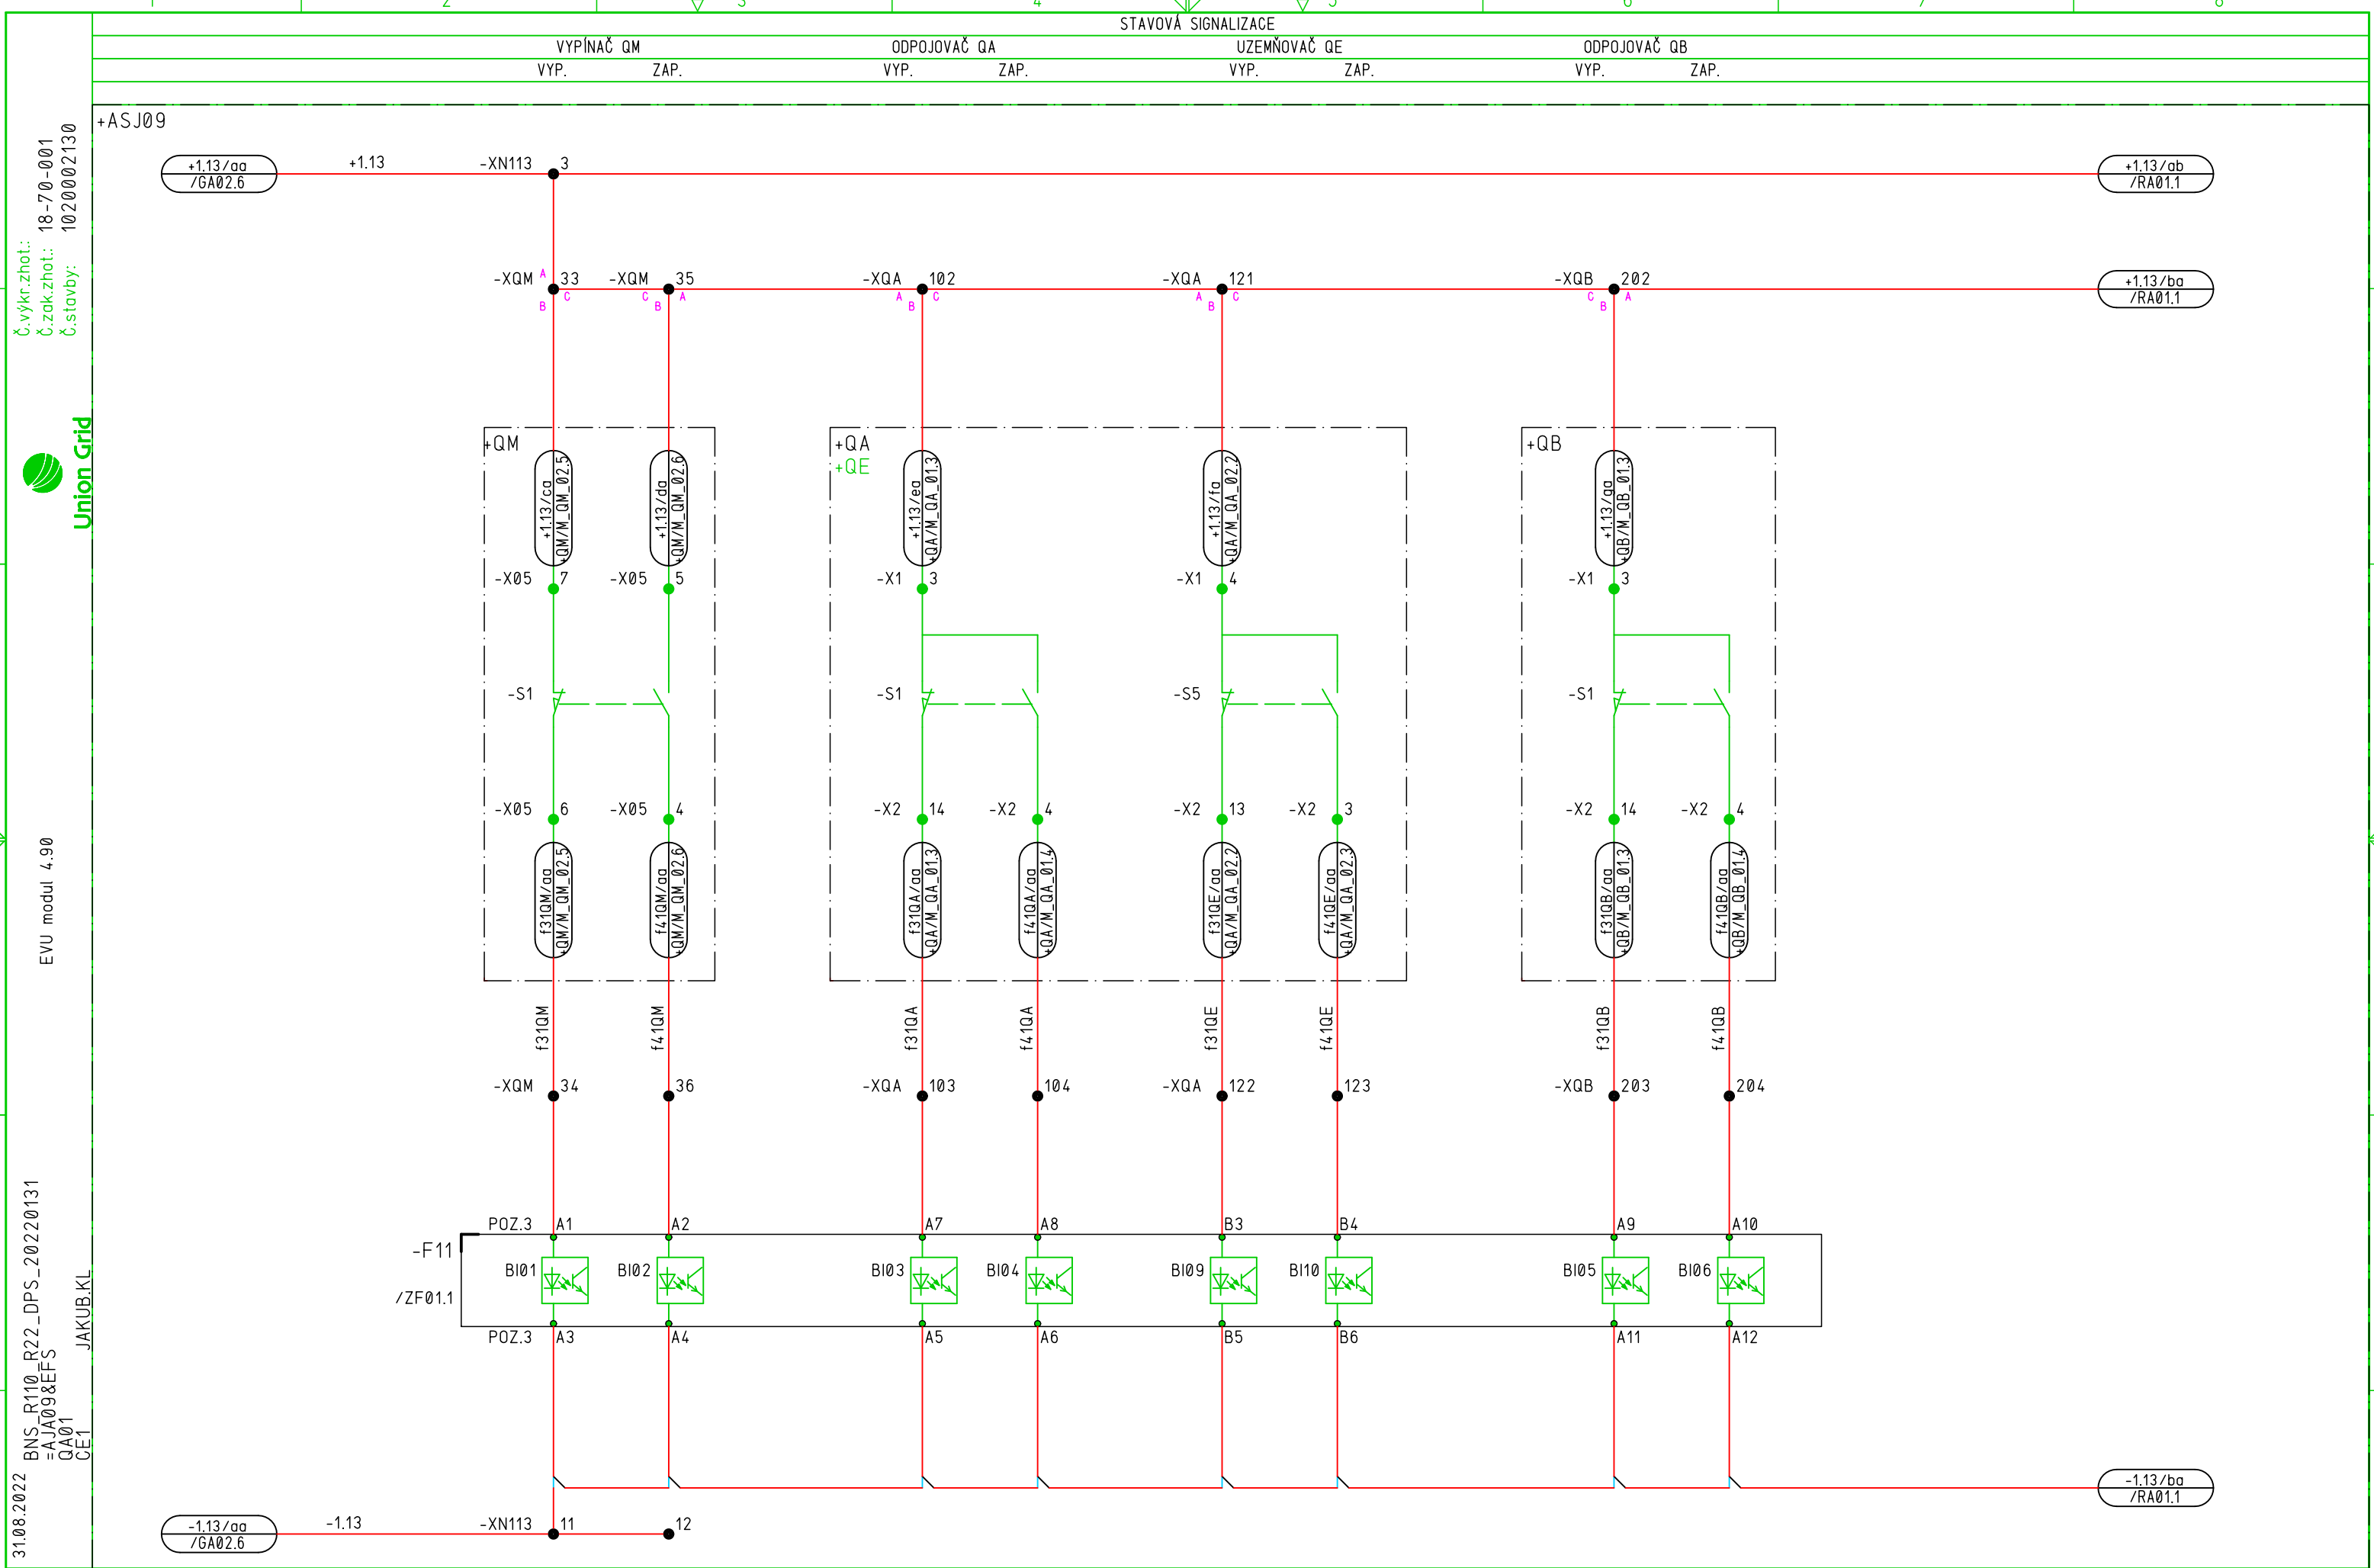 1 2 3 4 5 6 7 8
STAVOVÁ SIGNALIZACE
VYPÍNAČ QM ODPOJOVAČ QA UZEMŇOVAČ QE ODPOJOVAČ QB
VYP. ZAP. VYP. ZAP. VYP. ZAP. VYP. ZAP.
+ASJ09
+1.13/aa
/GA02.6
+1.13
-XN113 3
+1.13/ab
/RA01.1
-XQM A 33 -XQM 35 -XQA 102 -XQA 121 -XQB 202
B C C B A A B C A B C C B A
+1.13/ba
/RA01.1
+QM
+QA
+QE
+QB
+1.13/ca
+QM/M_QM_02.5
+1.13/da
+QM/M_QM_02.6
+1.13/ea
+QA/M_QA_01.3
+1.13/fa
+QA/M_QA_02.2
+1.13/ga
+QB/M_QB_01.3
-X05 7 -X05 5 -X1 3 -X1 4 -X1 3
-S1 -S1 -S5 -S1
-X05 6 -X05 4 -X2 14 -X2 4 -X2 13 -X2 3 -X2 14 -X2 4
f31QM/aa
+QM/M_QM_02.5
f41QM/aa
+QM/M_QM_02.6
f31QA/aa
+QA/M_QA_01.3
f41QA/aa
+QA/M_QA_01.4
f31QE/aa
+QA/M_QA_02.2
f41QE/aa
+QA/M_QA_02.3
f31QB/aa
+QB/M_QB_01.3
f41QB/aa
+QB/M_QB_01.4
f31QM
f41QM
f31QA
f41QA
f31QE
f41QE
f31QB
f41QB
-XQM 34 36 -XQA 103 104 -XQA 122 123 -XQB 203 204
POZ.3 A1 A2 A7 A8 B3 B4 A9 A10
-F11
BI01 BI02 BI03 BI04 BI09 BI10 BI05 BI06
/ZF01.1
POZ.3 A3 A4 A5 A6 B5 B6 A11 A12
-1.13/ba
/RA01.1
-1.13/aa
/GA02.6
-1.13
-XN113 11 12
Č.výkr.zhot.:
Č.zak.zhot.: 18-70-001
Č.stavby: 1020002130
Union Grid
EVU modul 4.90
31.08.2022
BNS_R110_R22_DPS_20220131
=AJA09&EFS
QA01
CE1 JAKUB.KL